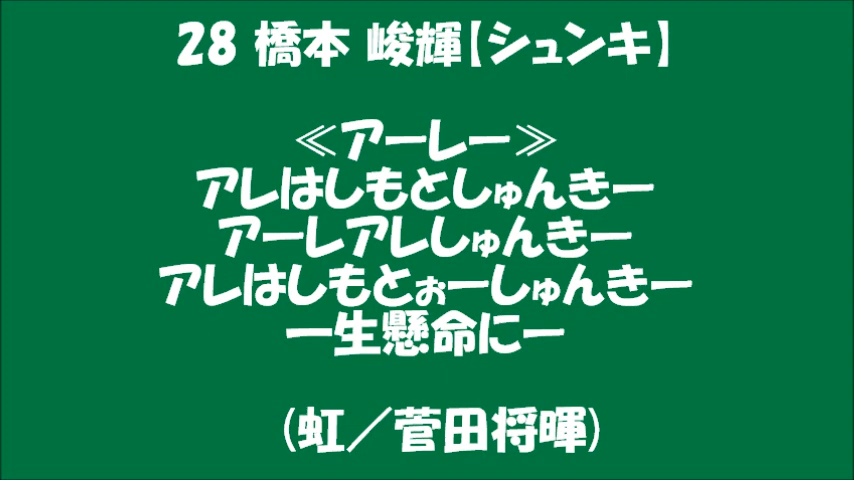 28 橋本 峻輝【シュンキ】
≪アーレー≫
アレはしもとしゅんきー
アーレアレしゅんきー
アレはしもとぉーしゅんきー
一生懸命にー
(虹／菅田将暉)